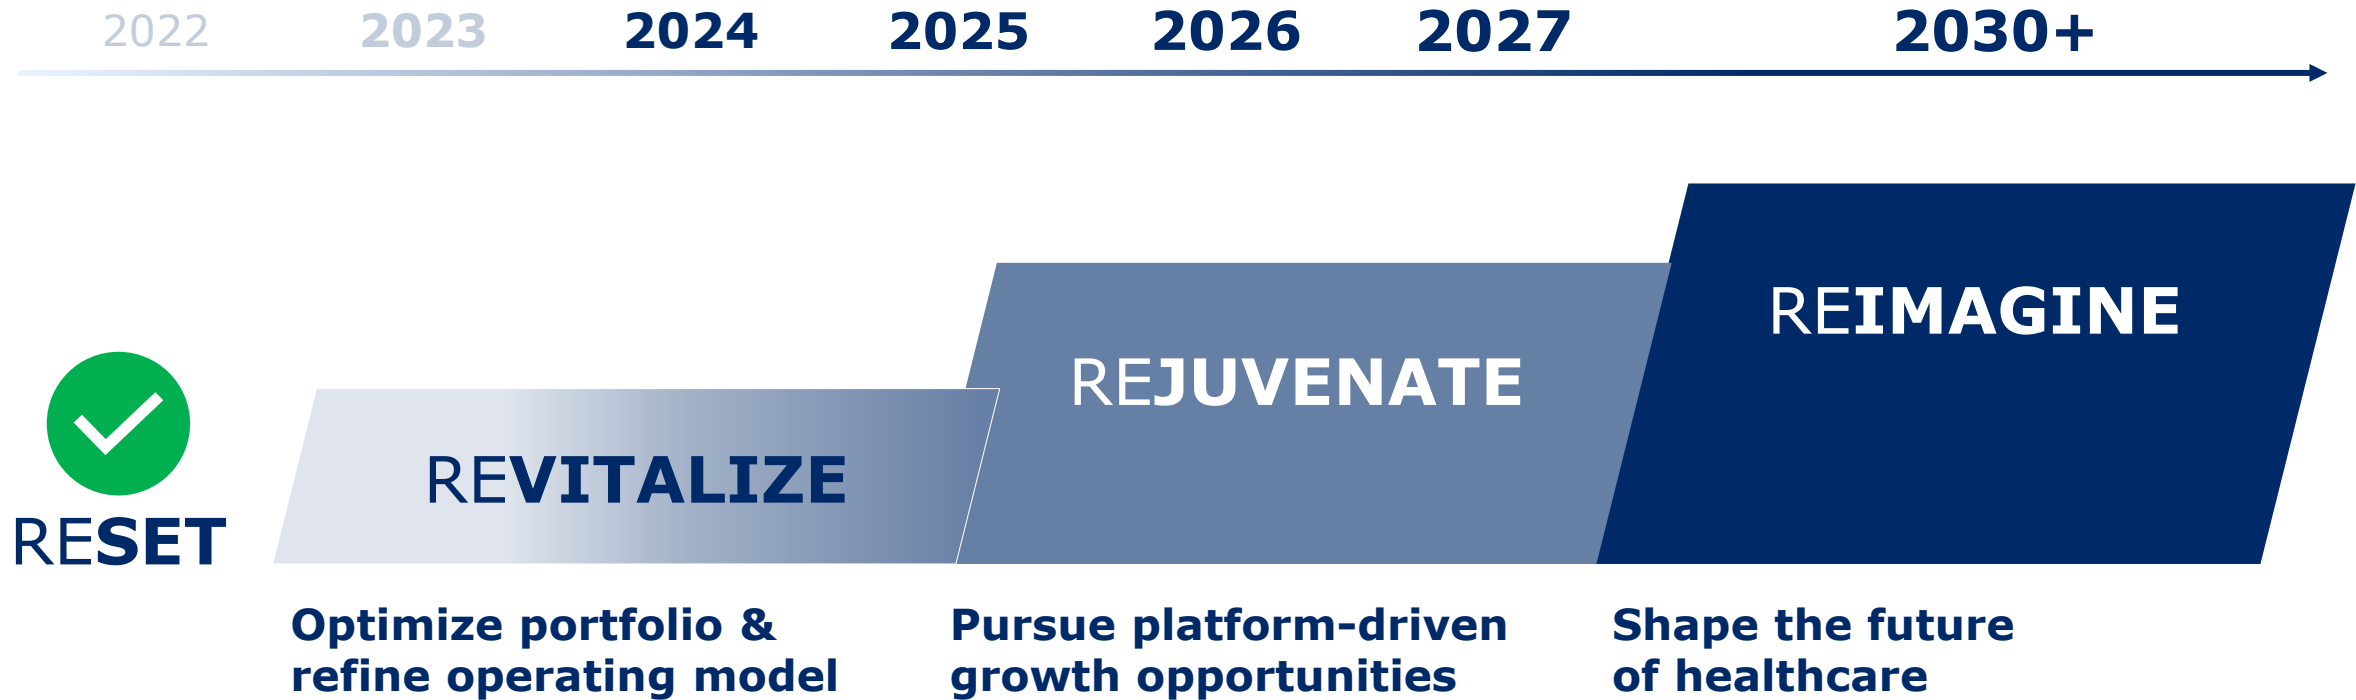 2022 2023 2024 2025 2026 2027 2030+
REIMAGINE
REJUVENATE
REVITALIZE
RESET
Optimize portfolio &
refine operating model
Pursue platform-driven
growth opportunities
Shape the future
of healthcare